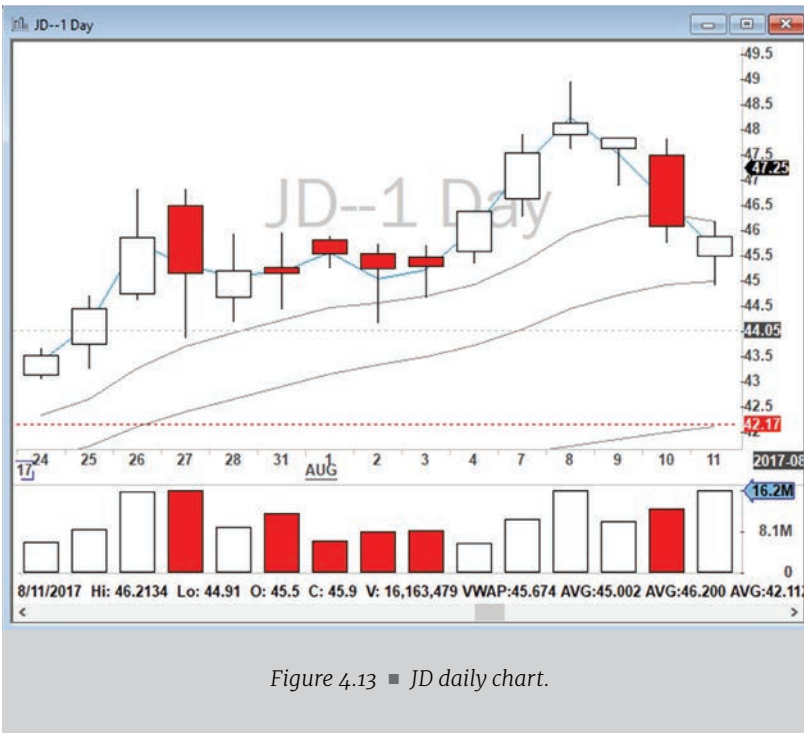 JD--1 Day
JD--1 Day
49.5
49
48.5
48
47.5
47.25
47
46.5
46
45.5
45
44.5
44.05
43.5
43
42.5
42.17
42
24 25 26 27 28 31 1 2 3 4 7 8 9 10 11 2017-08
17 AUG
16.2M
8.1M
0
8/11/2017 Hi: 46.2134 Lo: 44.91 O: 45.5 C: 45.9 V: 16,163,479 VWAP:45.674 AVG:45.002 AVG:46.200 AVG:42.112
Figure 4.13 ■ JD daily chart.